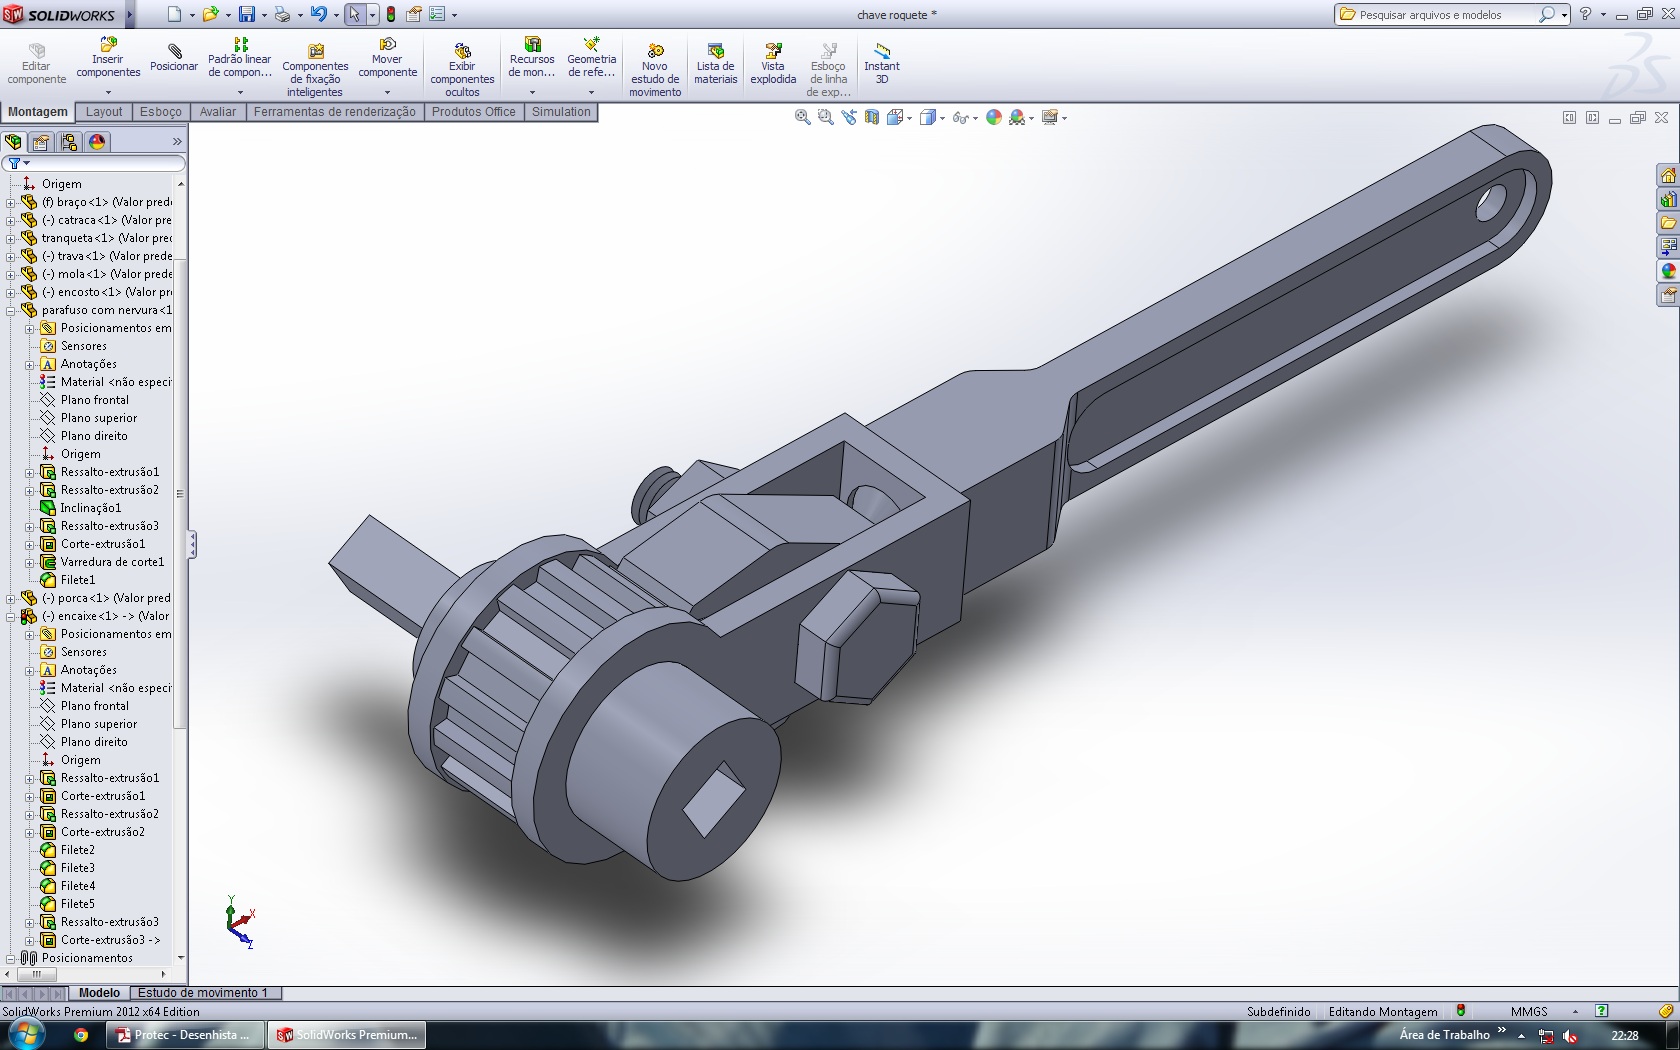 SOLIDWORKS
chave roquete *
Pesquisar arquivos e modelos
Editar componente
Inserir componentes
Posicionar
Padrão linear de compon...
Componentes de fixação inteligentes
Mover componente
Exibir componentes ocultos
Recursos de mon...
Geometria de refe...
Novo estudo de movimento
Lista de materiais
Vista explodida
Esboço de linha de exp...
Instant 3D
Montagem
Layout
Esboço
Avaliar
Ferramentas de renderização
Produtos Office
Simulation
Origem
(f) braço<1> (Valor prede
(-) catraca<1> (Valor pre
tranqueta<1> (Valor pred
(-) trava<1> (Valor prede
(-) mola<1> (Valor prede
(-) encosto<1> (Valor pr
parafuso com nervura<1
Posicionamentos em
Sensores
Anotações
Material <não especi
Plano frontal
Plano superior
Plano direito
Origem
Ressalto-extrusão1
Ressalto-extrusão2
Inclinação1
Ressalto-extrusão3
Corte-extrusão1
Varredura de corte1
Filete1
(-) porca<1> (Valor pred
(-) encaixe<1> -> (Valor
Posicionamentos em
Sensores
Anotações
Material <não especi
Plano frontal
Plano superior
Plano direito
Origem
Ressalto-extrusão1
Corte-extrusão1
Ressalto-extrusão2
Corte-extrusão2
Filete2
Filete3
Filete4
Filete5
Ressalto-extrusão3
Corte-extrusão3 ->
Posicionamentos
Y
X
Z
Modelo
Estudo de movimento 1
SolidWorks Premium 2012 x64 Edition
Subdefinido
Editando Montagem
MMGS
Protec - Desenhista ...
SolidWorks Premium...
Área de Trabalho
22:28